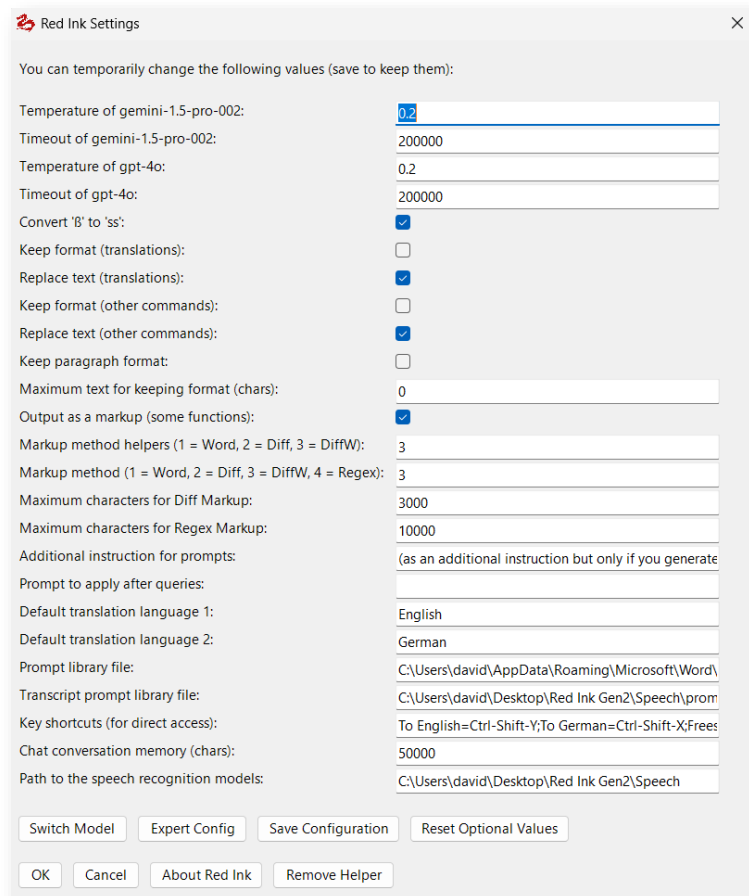 Red Ink Settings
You can temporarily change the following values (save to keep them):
Temperature of gemini-1.5-pro-002: 0.2
Timeout of gemini-1.5-pro-002: 200000
Temperature of gpt-4o: 0.2
Timeout of gpt-4o: 200000
Convert 'ß' to 'ss':
Keep format (translations):
Replace text (translations):
Keep format (other commands):
Replace text (other commands):
Keep paragraph format:
Maximum text for keeping format (chars): 0
Output as a markup (some functions):
Markup method helpers (1 = Word, 2 = Diff, 3 = DiffW): 3
Markup method (1 = Word, 2 = Diff, 3 = DiffW, 4 = Regex): 3
Maximum characters for Diff Markup: 3000
Maximum characters for Regex Markup: 10000
Additional instruction for prompts: (as an additional instruction but only if you generate
Prompt to apply after queries:
Default translation language 1: English
Default translation language 2: German
Prompt library file: C:\Users\david\AppData\Roaming\Microsoft\Word\
Transcript prompt library file: C:\Users\david\Desktop\Red Ink Gen2\Speech\prom
Key shortcuts (for direct access): To English=Ctrl-Shift-Y;To German=Ctrl-Shift-X;Frees
Chat conversation memory (chars): 50000
Path to the speech recognition models: C:\Users\david\Desktop\Red Ink Gen2\Speech
Switch Model Expert Config Save Configuration Reset Optional Values
OK Cancel About Red Ink Remove Helper